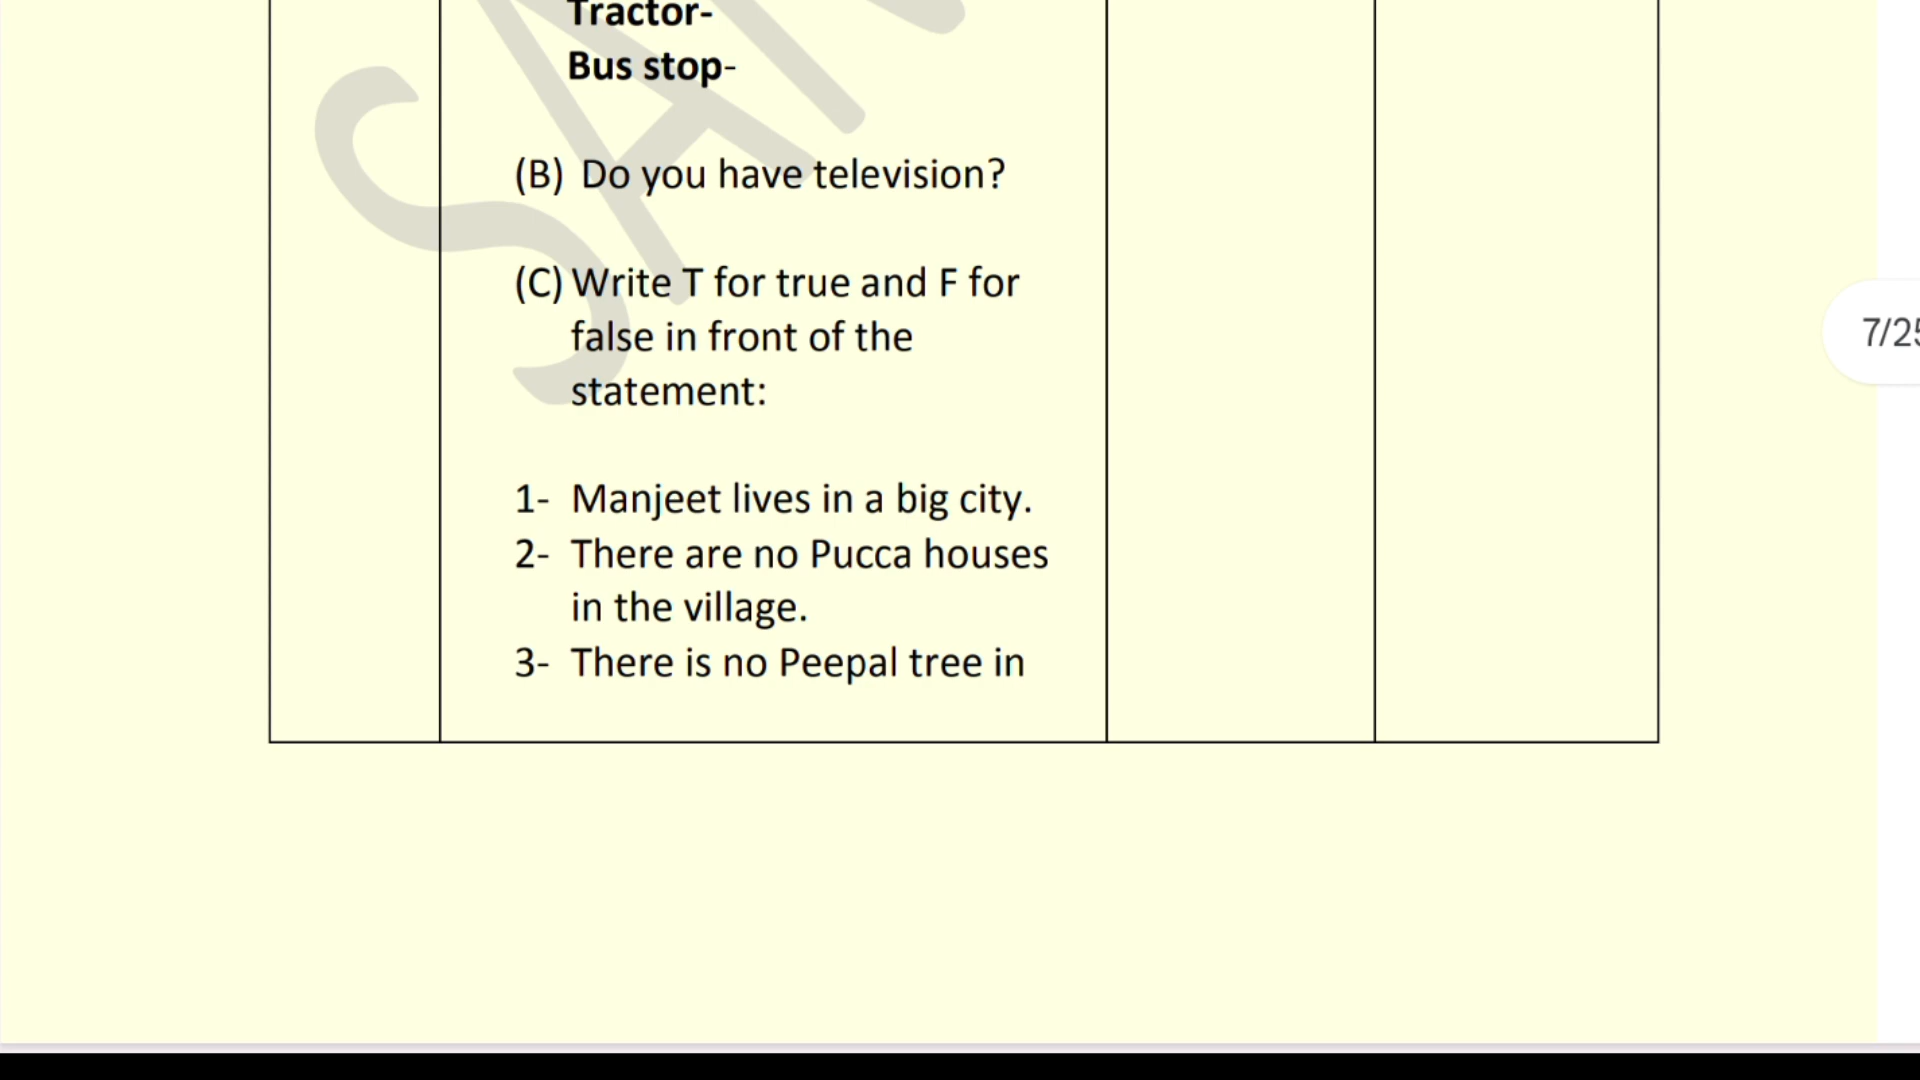 Tractor-
Bus stop-
(B) Do you have television?
(C) Write T for true and F for
false in front of the
statement:
1- Manjeet lives in a big city.
2- There are no Pucca houses
in the village.
3- There is no Peepal tree in
7/25